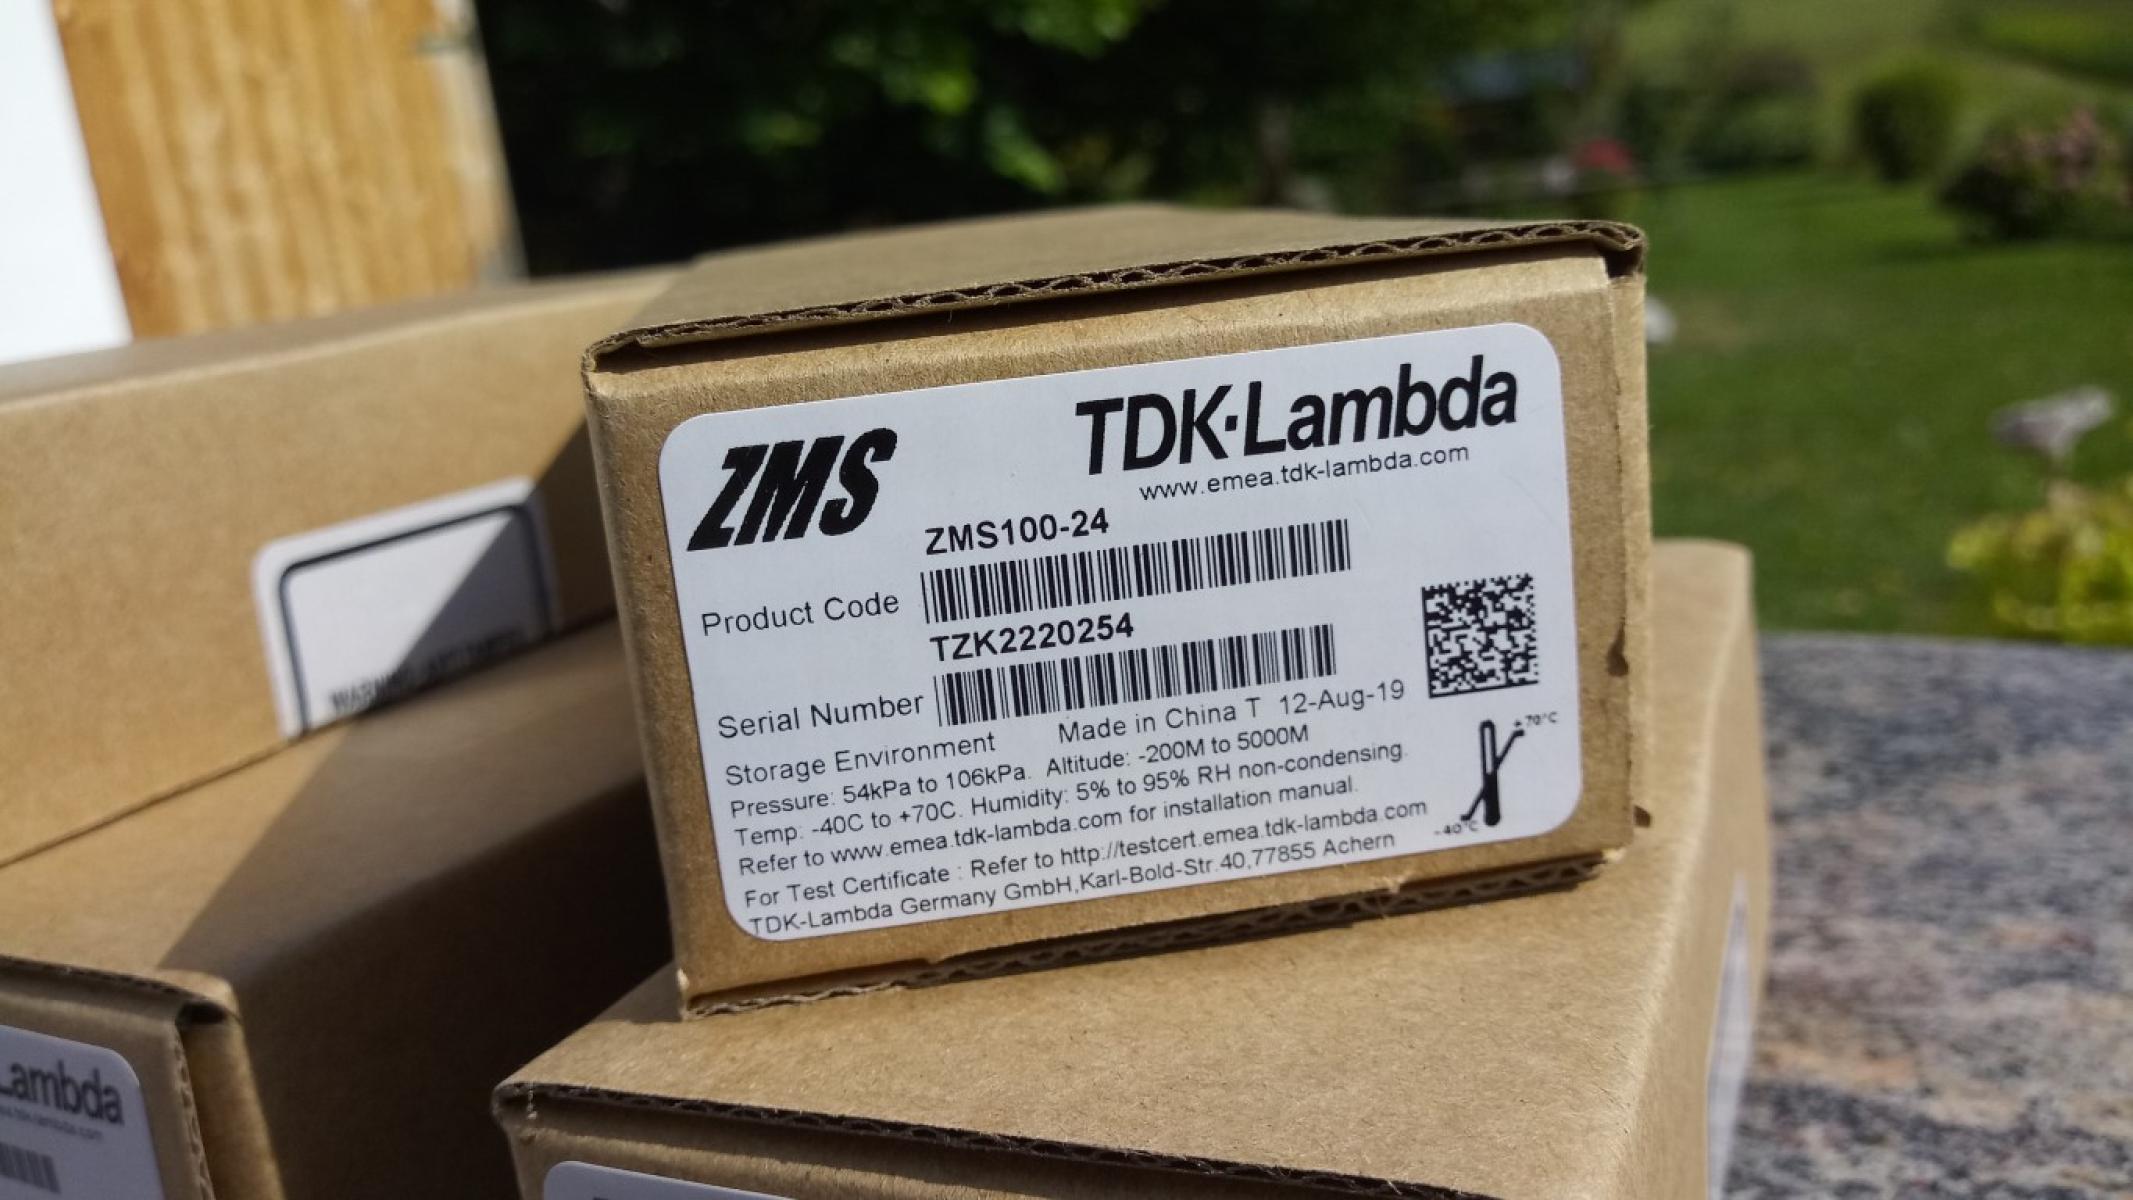 ZMS
TDK·Lambda
www.emea.tdk-lambda.com
ZMS100-24
Product Code
TZK2220254
Serial Number
Made in China T 12-Aug-19
Storage Environment
Pressure: 54kPa to 106kPa. Altitude: -200M to 5000M
Temp: -40C to +70C. Humidity: 5% to 95% RH non-condensing.
Refer to www.emea.tdk-lambda.com for installation manual.
For Test Certificate : Refer to http://testcert.emea.tdk-lambda.com
TDK-Lambda Germany GmbH,Karl-Bold-Str.40,77855 Achern
+70°C
-40°C
Lambda